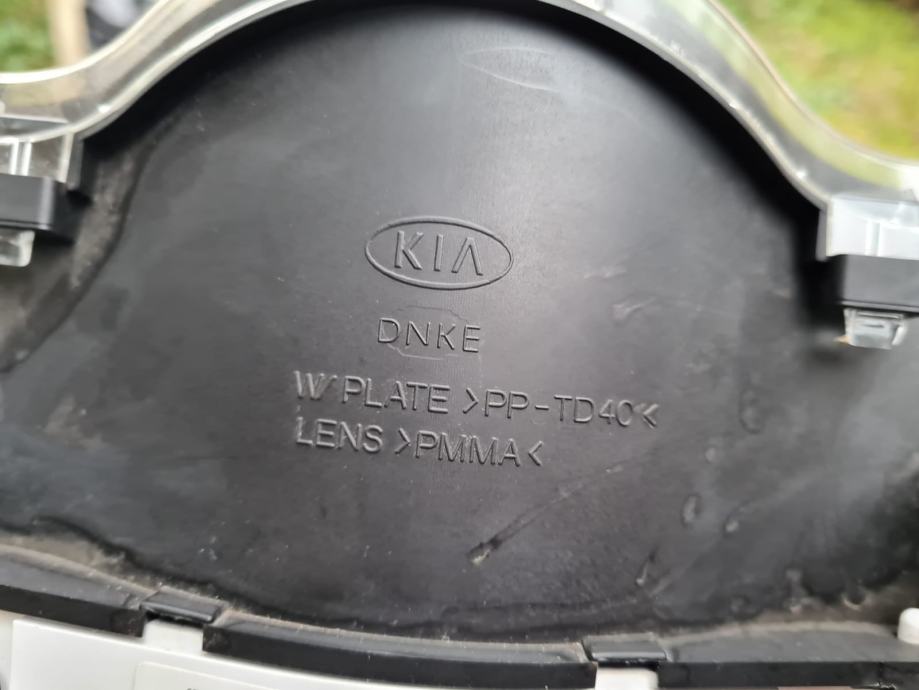 KIA
DNKE
W/PLATE >PP-TD40<
LENS >PMMA<